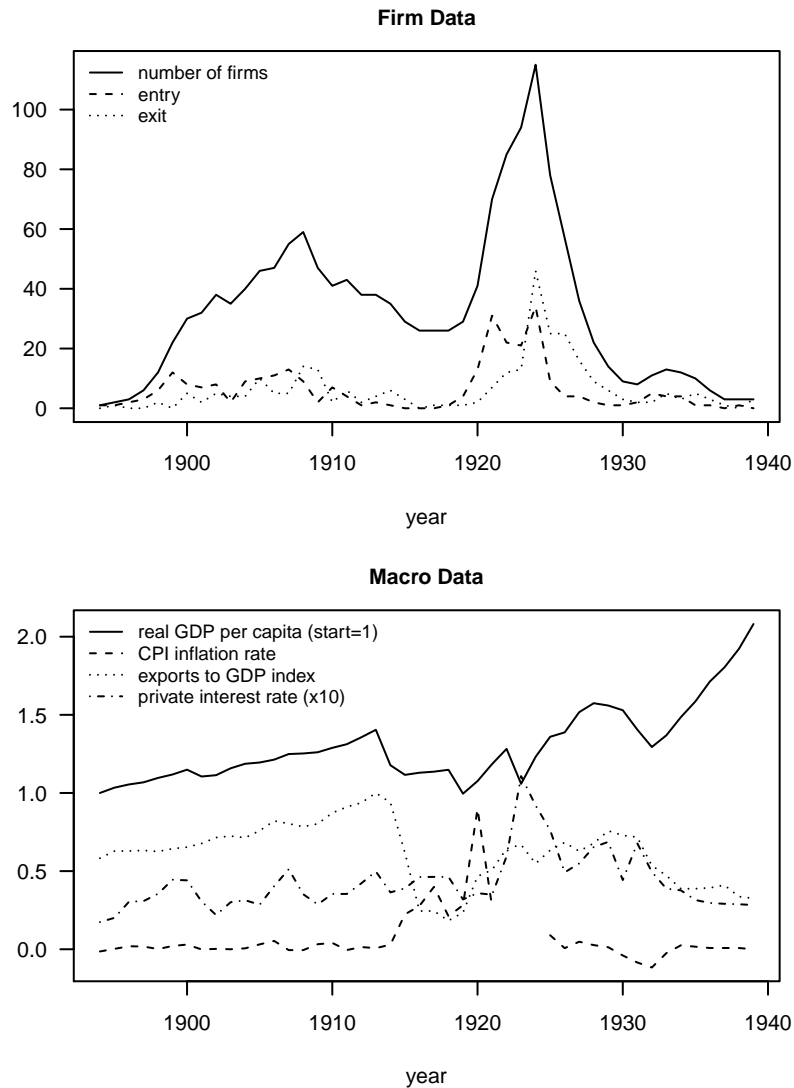 Firm Data
number of firms
entry
exit
100
80
60
40
20
0
1900 1910 1920 1930 1940
year
Macro Data
real GDP per capita (start=1)
CPI inflation rate
exports to GDP index
private interest rate (x10)
2.0
1.5
1.0
0.5
0.0
1900 1910 1920 1930 1940
year